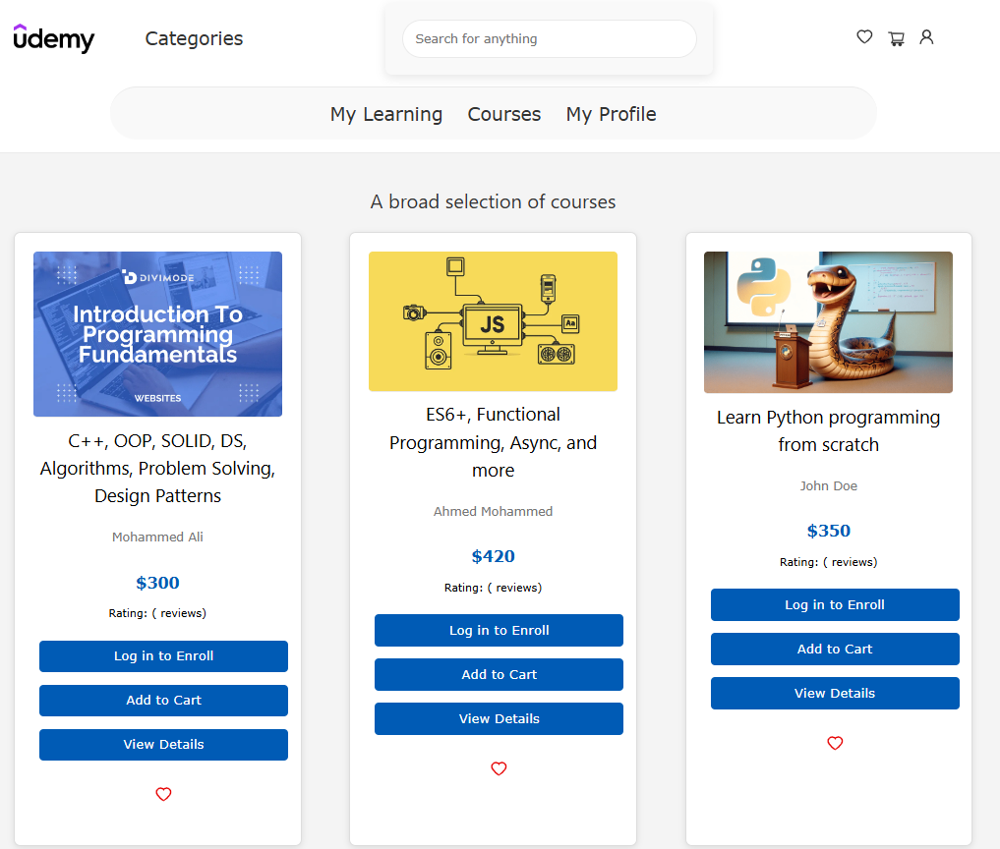 udemy
Categories
Search for anything
My Learning
Courses
My Profile
A broad selection of courses
DIVIMODE
Introduction To
Programming
Fundamentals
WEBSITES
C++, OOP, SOLID, DS,
Algorithms, Problem Solving,
Design Patterns
Mohammed Ali
$300
Rating: ( reviews)
Log in to Enroll
Add to Cart
View Details
JS
Aa
ES6+, Functional
Programming, Async, and
more
Ahmed Mohammed
$420
Rating: ( reviews)
Log in to Enroll
Add to Cart
View Details
Learn Python programming
from scratch
John Doe
$350
Rating: ( reviews)
Log in to Enroll
Add to Cart
View Details